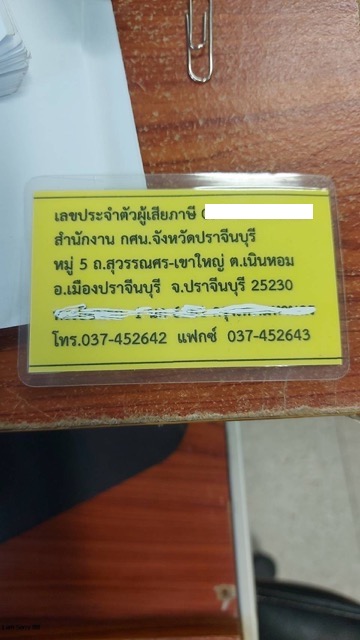 เลขประจำตัวผู้เสียภาษี
สำนักงาน กศน.จังหวัดปราจีนบุรี
หมู่ 5 ถ.สุวรรณศร-เขาใหญ่ ต.เนินหอม
อ.เมืองปราจีนบุรี จ.ปราจีนบุรี 25230
โทร.037-452642 แฟกซ์ 037-452643